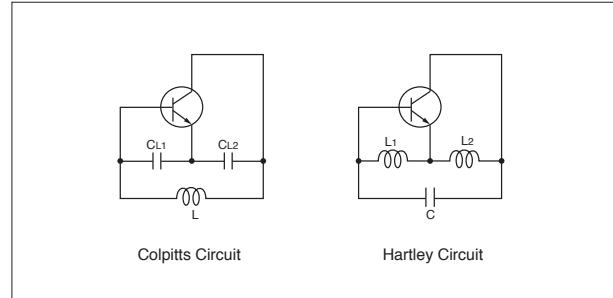 CL1 CL2
L
Colpitts Circuit
L1 L2
C
Hartley Circuit